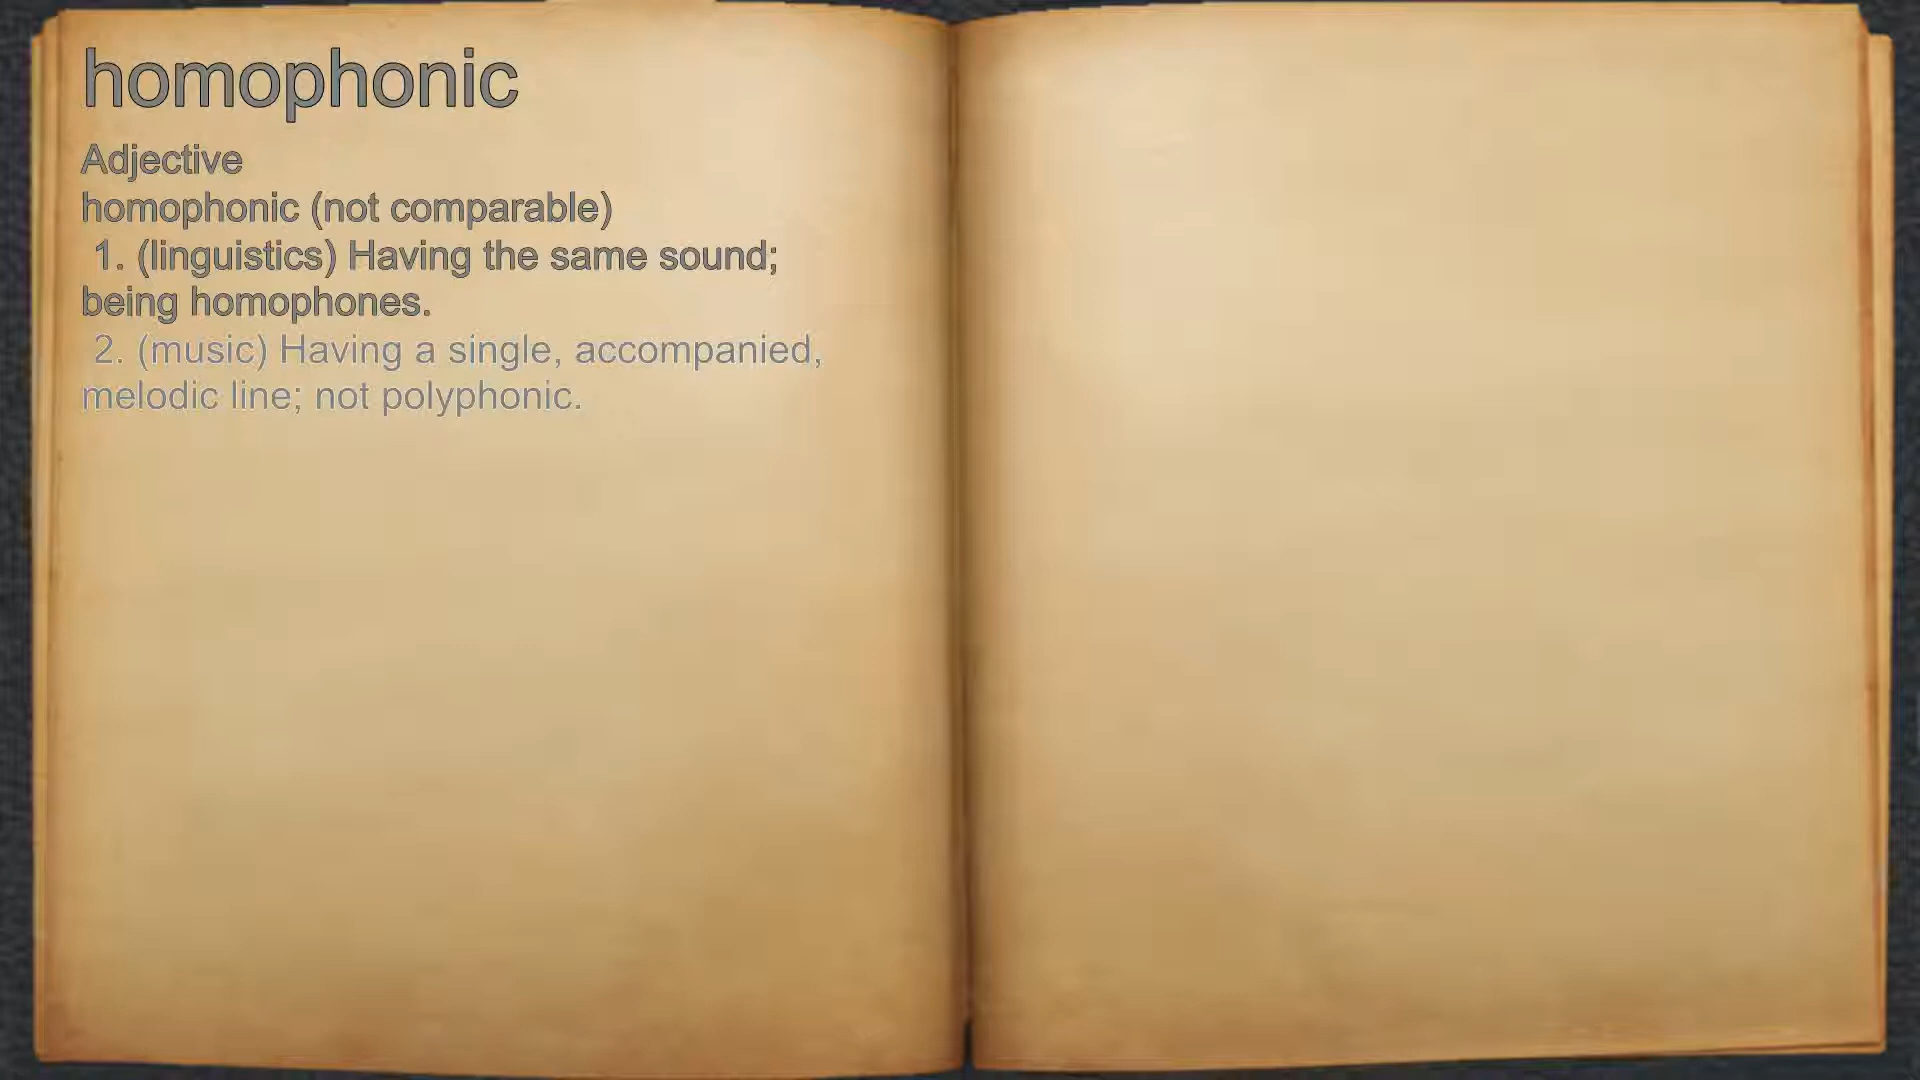 homophonic
Adjective
homophonic (not comparable)
1. (linguistics) Having the same sound;
being homophones.
2. (music) Having a single, accompanied,
melodic line; not polyphonic.